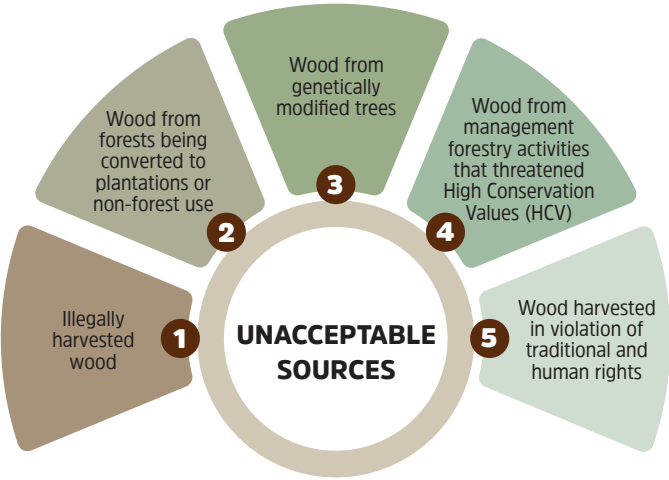 UNACCEPTABLE
SOURCES
1
Illegally
harvested
wood
2
Wood from
forests being
converted to
plantations or
non-forest use
3
Wood from
genetically
modified trees
4
Wood from
management
forestry activities
that threatened
High Conservation
Values (HCV)
5
Wood harvested
in violation of
traditional and
human rights